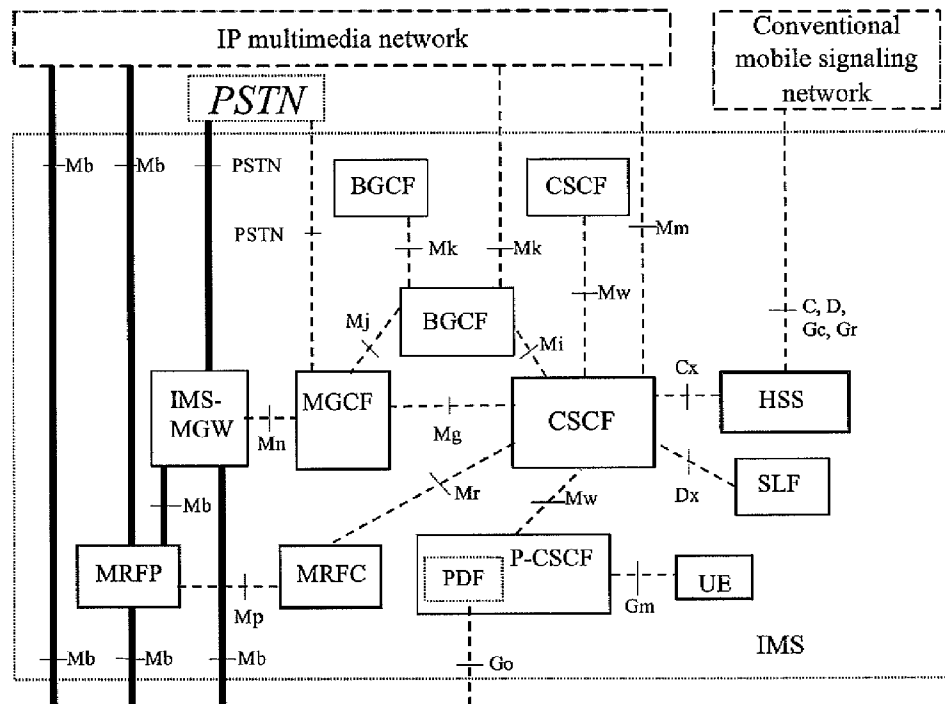 IP multimedia network
Conventional
mobile signaling
network
PSTN
Mb
Mb
PSTN
BGCF
CSCF
PSTN
Mk
Mk
Mm
Mw
C, D,
Gc, Gr
BGCF
Mj
Mi
Cx
IMS-
MGW
Mn
MGCF
Mg
CSCF
HSS
Mr
Dx
SLF
Mb
Mw
MRFP
Mp
MRFC
P-CSCF
PDF
Gm
UE
IMS
Mb
Mb
Mb
Go